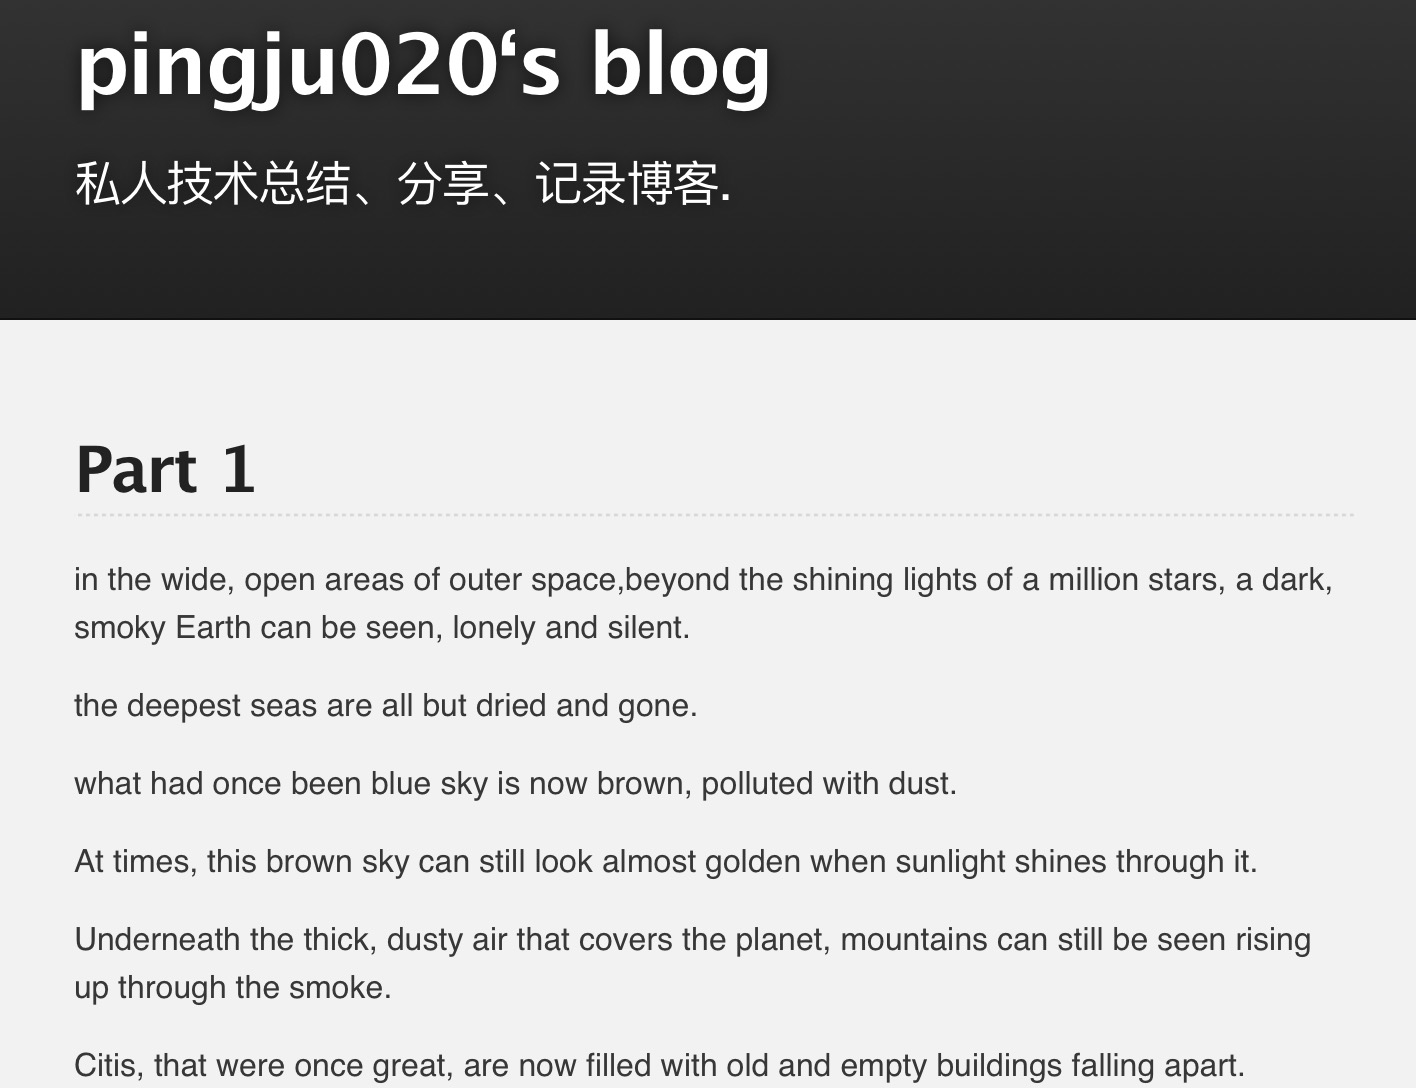 pingju020‘s blog
私人技术总结、分享、记录博客.
Part 1
in the wide, open areas of outer space,beyond the shining lights of a million stars, a dark,
smoky Earth can be seen, lonely and silent.
the deepest seas are all but dried and gone.
what had once been blue sky is now brown, polluted with dust.
At times, this brown sky can still look almost golden when sunlight shines through it.
Underneath the thick, dusty air that covers the planet, mountains can still be seen rising
up through the smoke.
Citis, that were once great, are now filled with old and empty buildings falling apart.